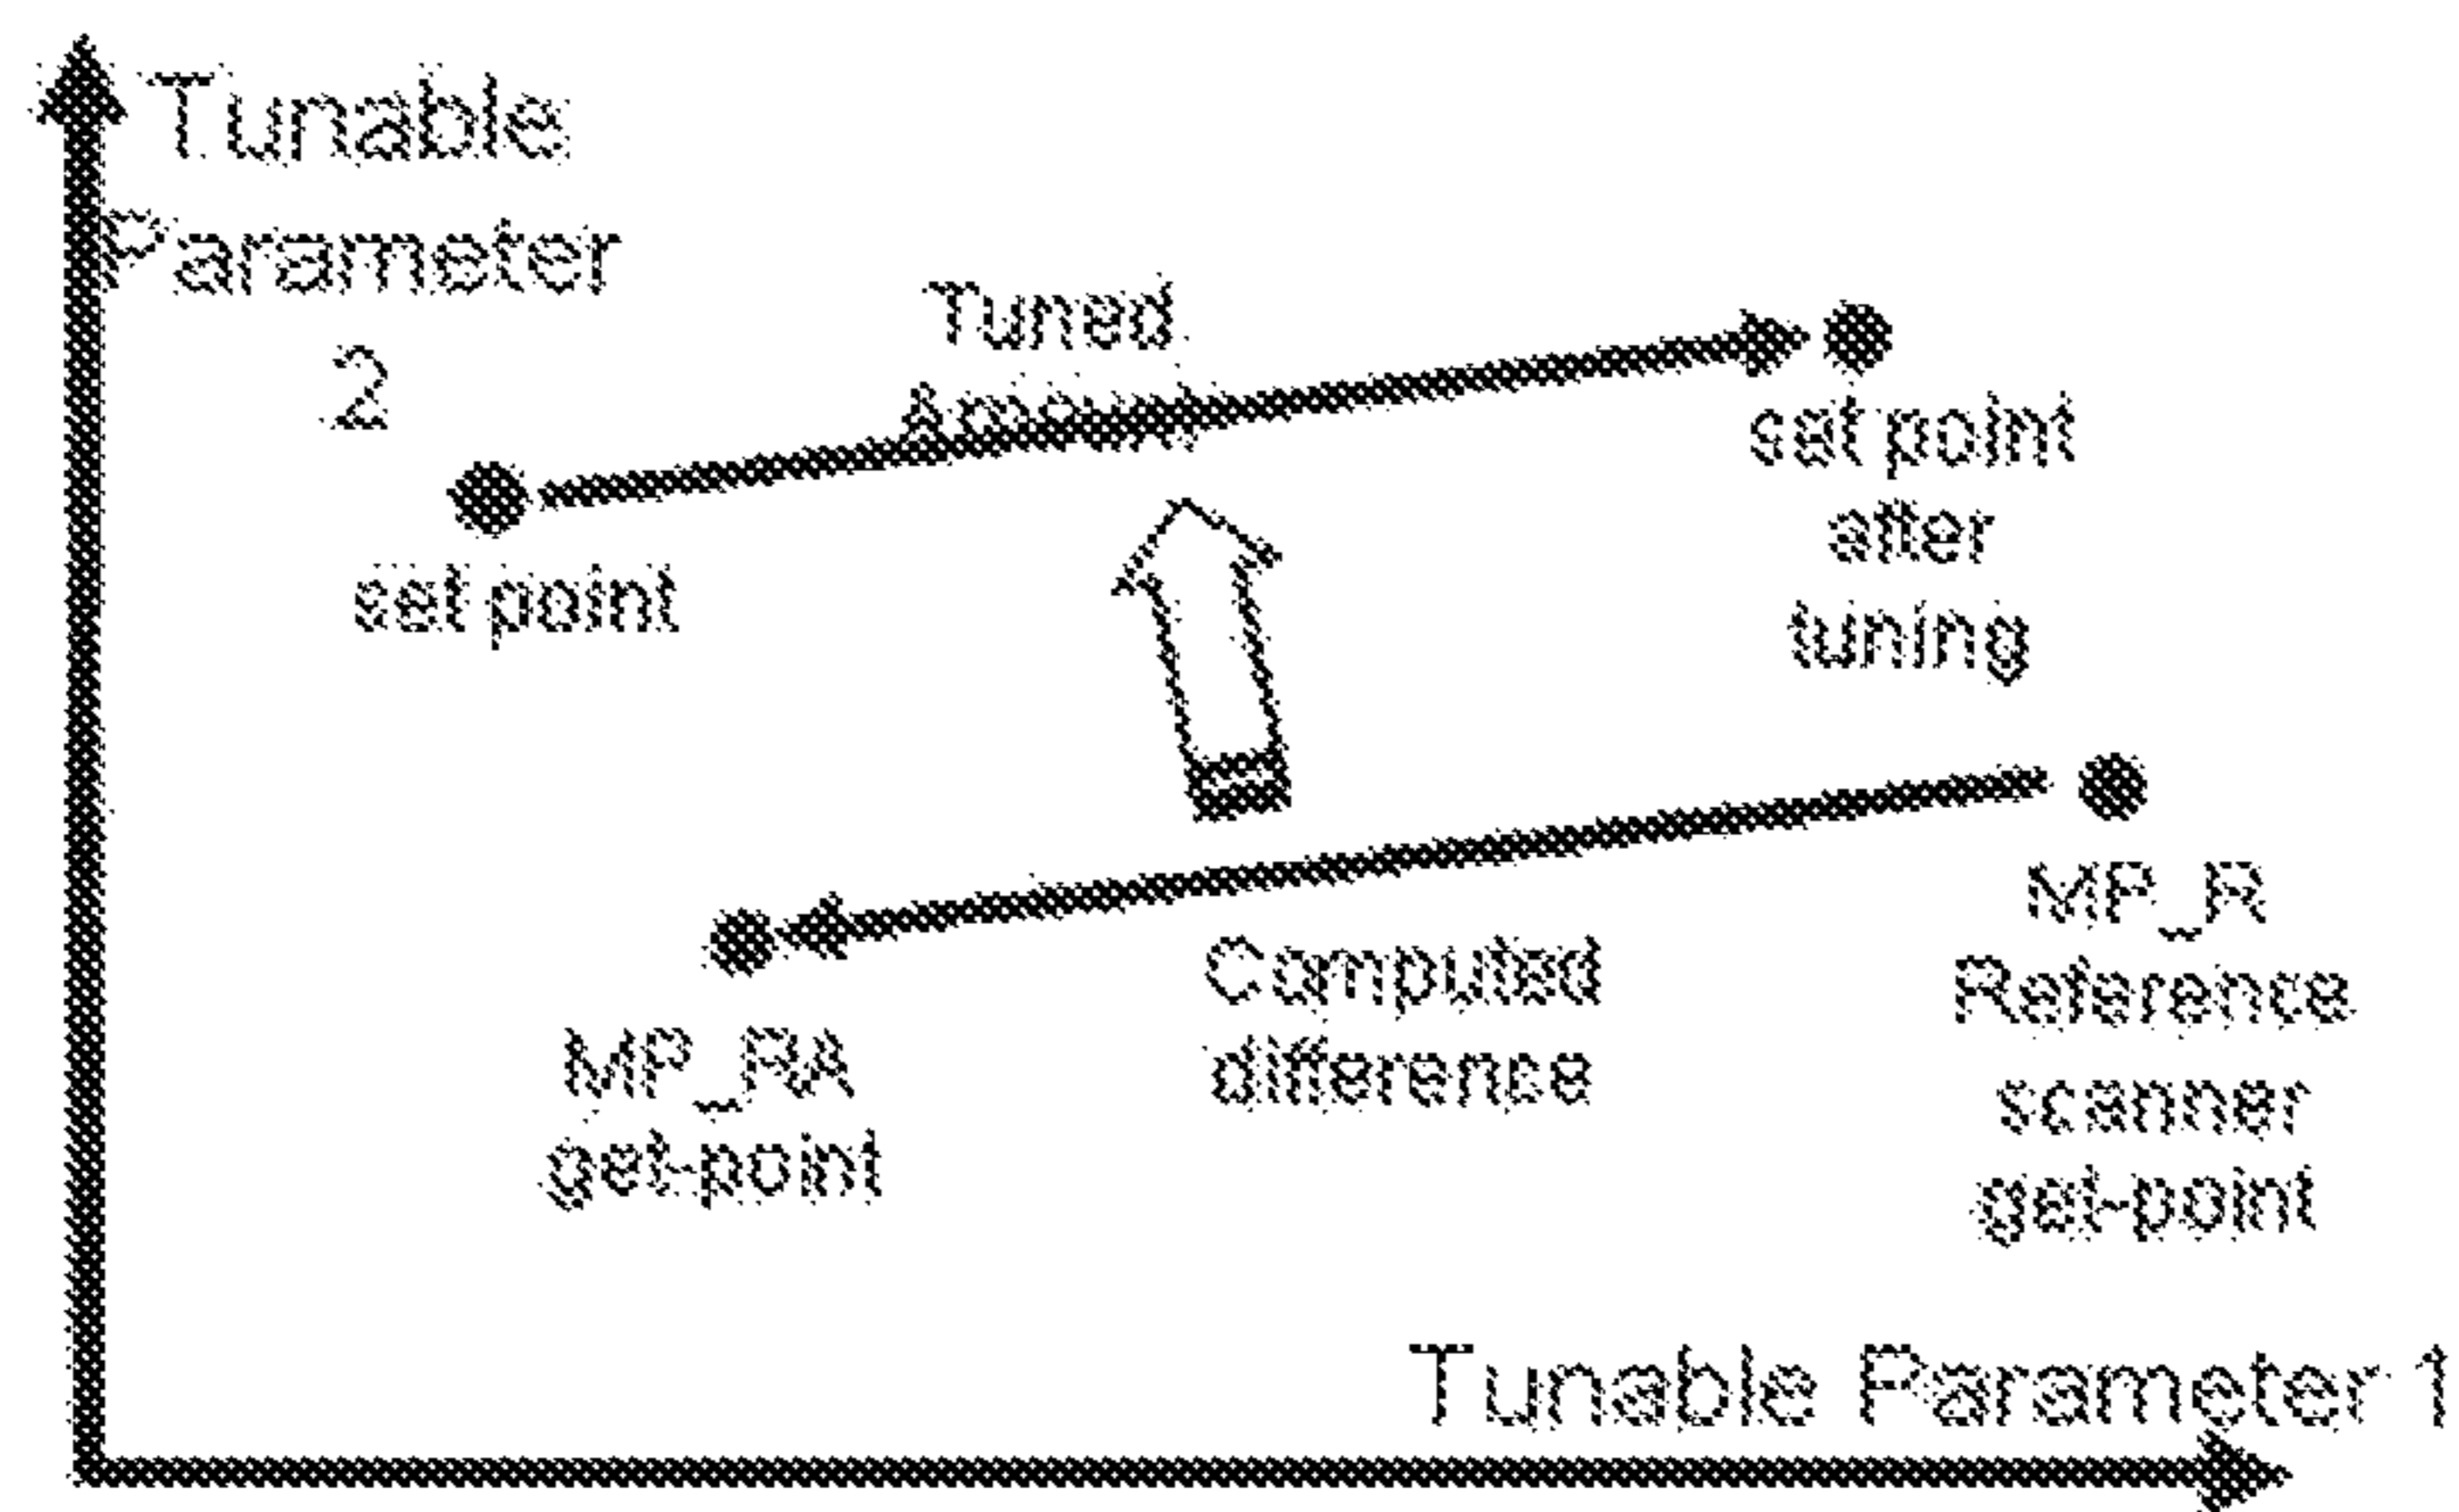 Tunable
Parameter
2
Tuned
Amount
set point
set point
after
tuning
MP_RA
get-point
Computed
difference
MP_R
Reference
scanner
get-point
Tunable Parameter 1